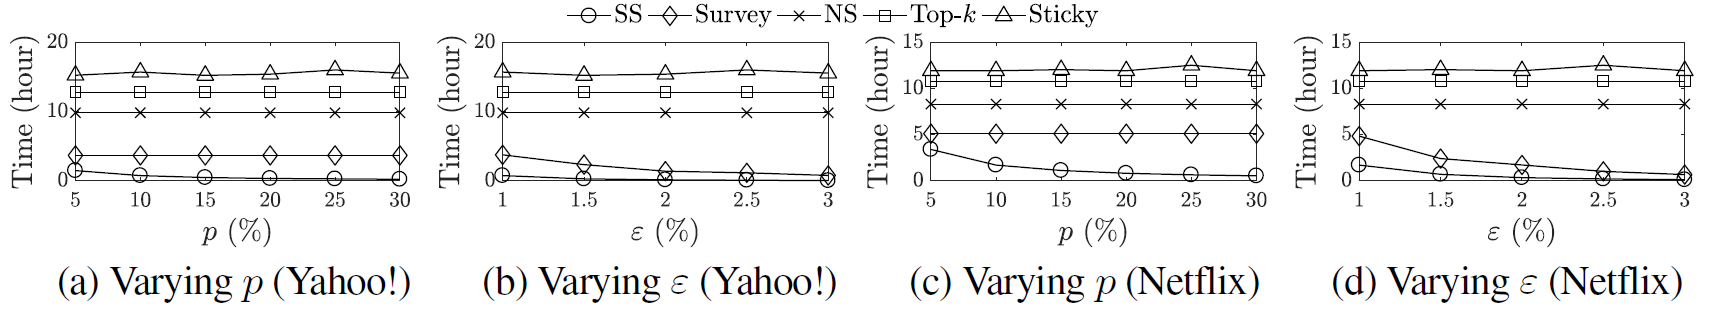 SS Survey NS Top-k Sticky
Time (hour)
20
10
0
5 10 15 20 25 30
p (%)
(a) Varying p (Yahoo!)
Time (hour)
20
10
0
1 1.5 2 2.5 3
ε (%)
(b) Varying ε (Yahoo!)
Time (hour)
15
10
5
0
5 10 15 20 25 30
p (%)
(c) Varying p (Netflix)
Time (hour)
15
10
5
0
1 1.5 2 2.5 3
ε (%)
(d) Varying ε (Netflix)